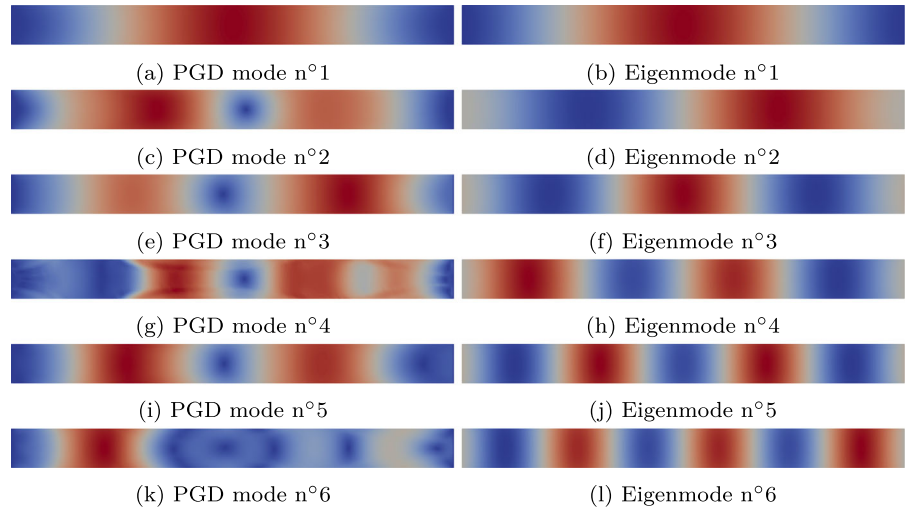 (a) PGD mode n°1
(b) Eigenmode n°1
(c) PGD mode n°2
(d) Eigenmode n°2
(e) PGD mode n°3
(f) Eigenmode n°3
(g) PGD mode n°4
(h) Eigenmode n°4
(i) PGD mode n°5
(j) Eigenmode n°5
(k) PGD mode n°6
(l) Eigenmode n°6